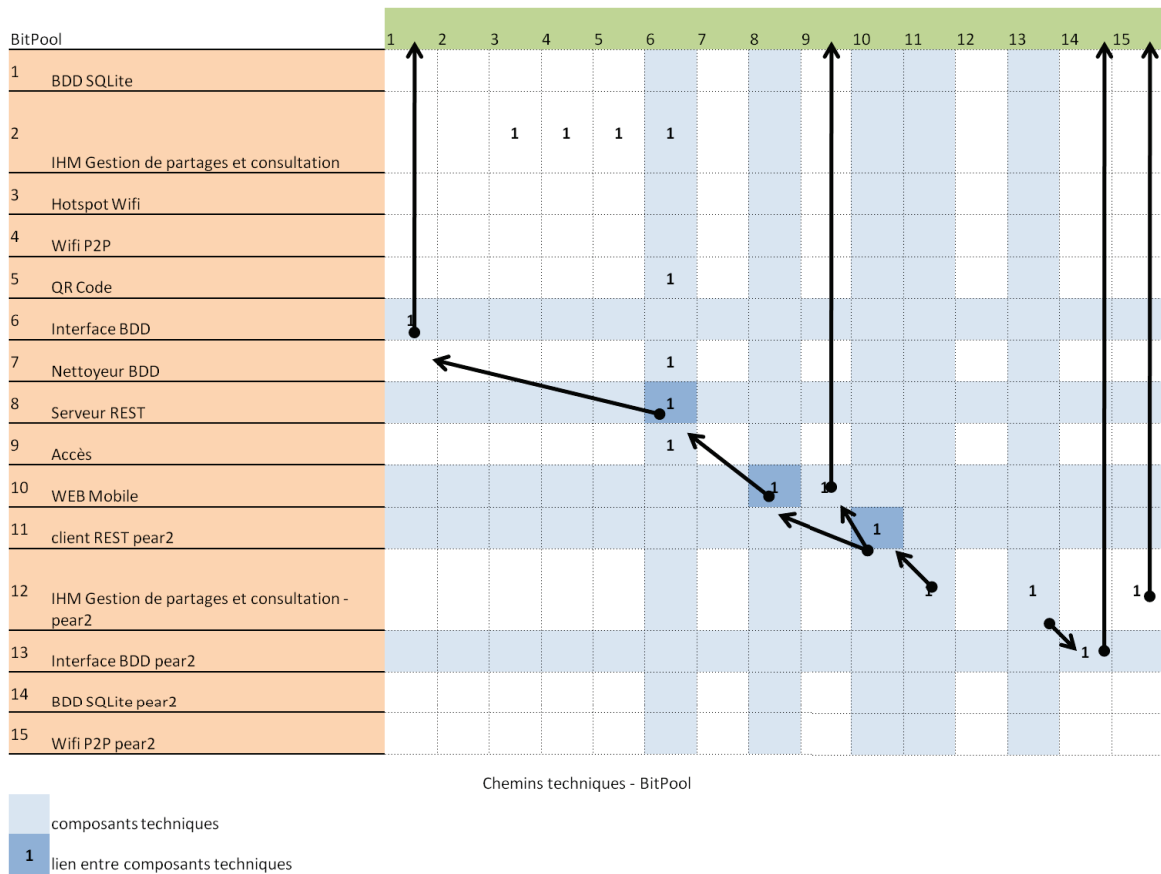 BitPool 1 2 3 4 5 6 7 8 9 10 11 12 13 14 15
1 BDD SQLite
2 IHM Gestion de partages et consultation 1 1 1 1
3 Hotspot Wifi
4 Wifi P2P
5 QR Code 1
6 Interface BDD 1
7 Nettoyeur BDD 1
8 Serveur REST 1
9 Accès 1
10 WEB Mobile 1 1
11 client REST pear2 1
12 IHM Gestion de partages et consultation - 1 1 1
pear2
13 Interface BDD pear2 1
14 BDD SQLite pear2
15 Wifi P2P pear2
Chemins techniques - BitPool
composants techniques
1 lien entre composants techniques